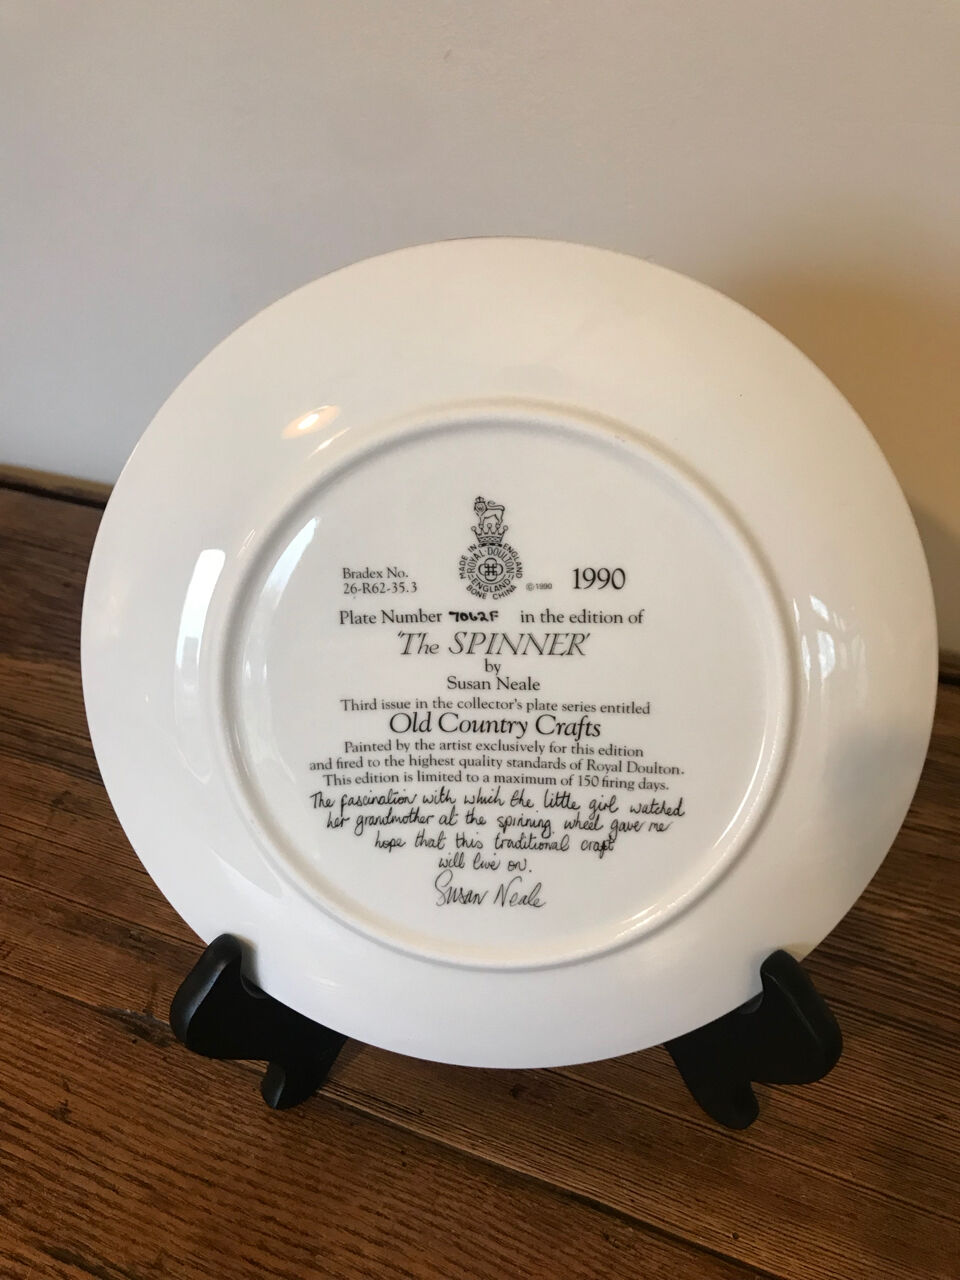 MADE IN ENGLAND
ROYAL·DOULTON
ENGLAND
BONE CHINA
Bradex No.
26-R62-35.3
©1990
1990
Plate Number 7062F in the edition of
'The SPINNER'
by
Susan Neale
Third issue in the collector's plate series entitled
Old Country Crafts
Painted by the artist exclusively for this edition
and fired to the highest quality standards of Royal Doulton.
This edition is limited to a maximum of 150 firing days.
The fascination with which the little girl watched
her grandmother at the spinning wheel gave me
hope that this traditional craft
will live on.
Susan Neale